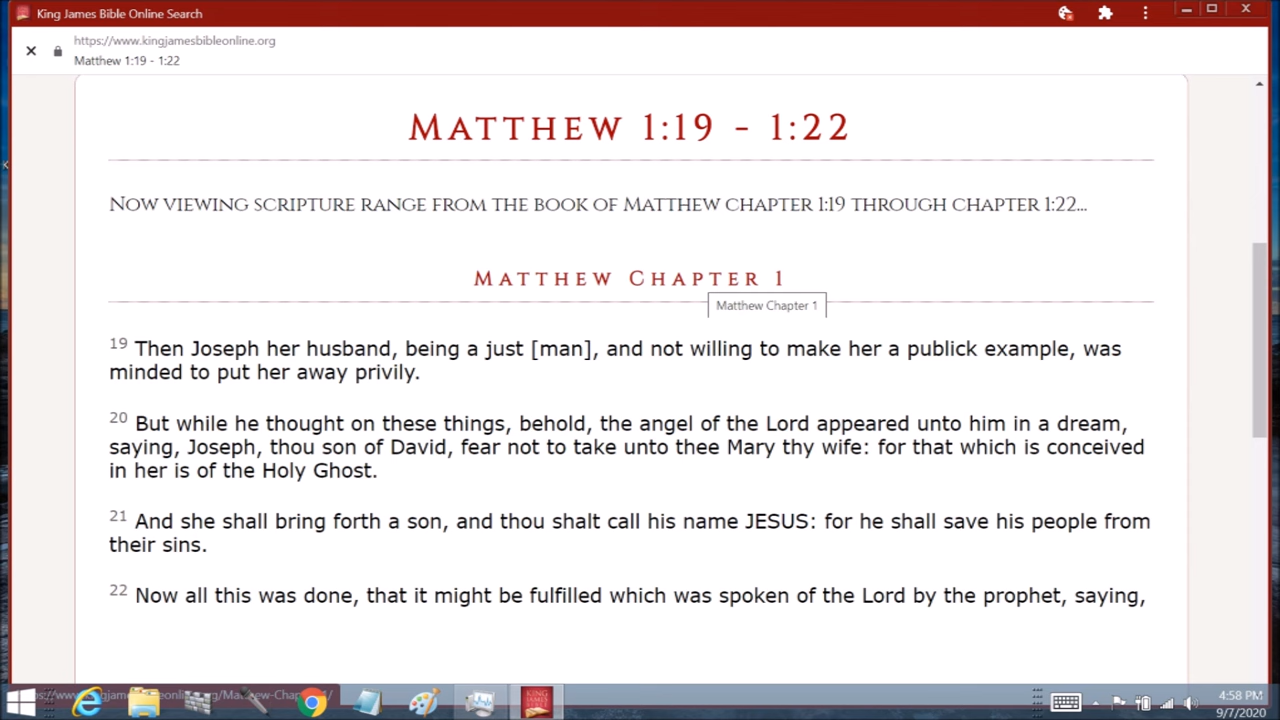 King James Bible Online Search
https://www.kingjamesbibleonline.org
Matthew 1:19 - 1:22
Matthew 1:19 - 1:22
Now viewing scripture range from the book of Matthew chapter 1:19 through chapter 1:22...
Matthew Chapter 1
Matthew Chapter 1
19 Then Joseph her husband, being a just [man], and not willing to make her a publick example, was
minded to put her away privily.
20 But while he thought on these things, behold, the angel of the Lord appeared unto him in a dream,
saying, Joseph, thou son of David, fear not to take unto thee Mary thy wife: for that which is conceived
in her is of the Holy Ghost.
21 And she shall bring forth a son, and thou shalt call his name JESUS: for he shall save his people from
their sins.
22 Now all this was done, that it might be fulfilled which was spoken of the Lord by the prophet, saying,
KING
JAMES
BIBLE
4:58 PM
9/7/2020